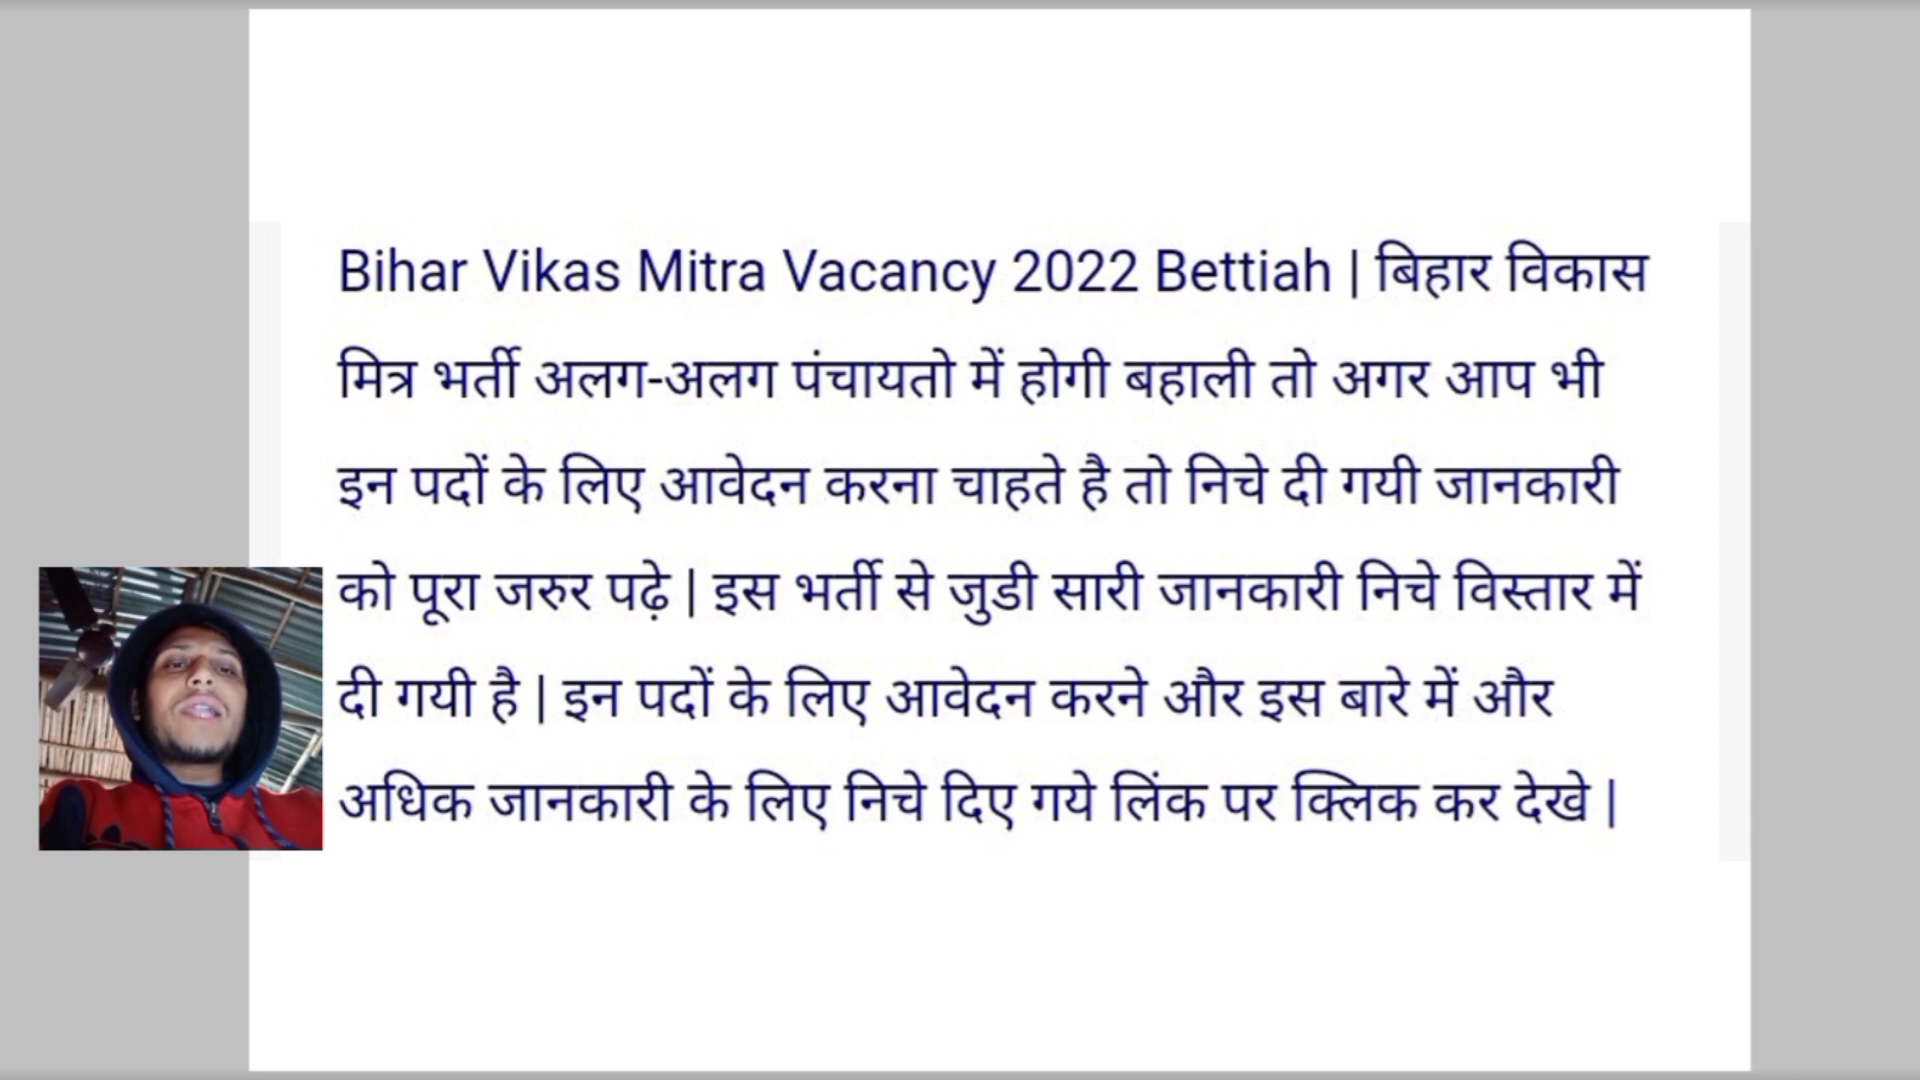 Bihar Vikas Mitra Vacancy 2022 Bettiah | बिहार विकास
मित्र भर्ती अलग-अलग पंचायतो में होगी बहाली तो अगर आप भी
इन पदों के लिए आवेदन करना चाहते है तो निचे दी गयी जानकारी
को पूरा जरुर पढ़े | इस भर्ती से जुडी सारी जानकारी निचे विस्तार में
दी गयी है | इन पदों के लिए आवेदन करने और इस बारे में और
अधिक जानकारी के लिए निचे दिए गये लिंक पर क्लिक कर देखे |